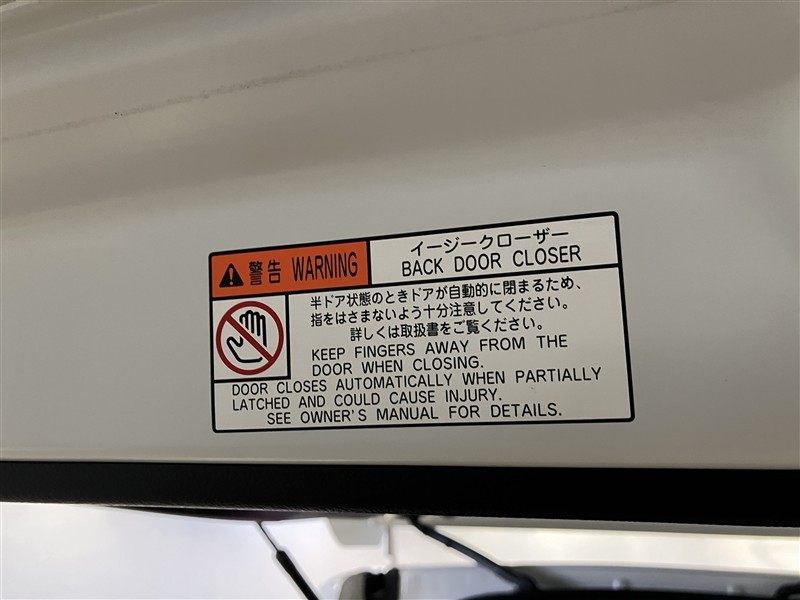 警告 WARNING
イージークローザー
BACK DOOR CLOSER
半ドア状態のときドアが自動的に閉まるため、
指をはさまないよう十分注意してください。
詳しくは取扱書をご覧ください。
KEEP FINGERS AWAY FROM THE
DOOR WHEN CLOSING.
DOOR CLOSES AUTOMATICALLY WHEN PARTIALLY
LATCHED AND COULD CAUSE INJURY.
SEE OWNER'S MANUAL FOR DETAILS.